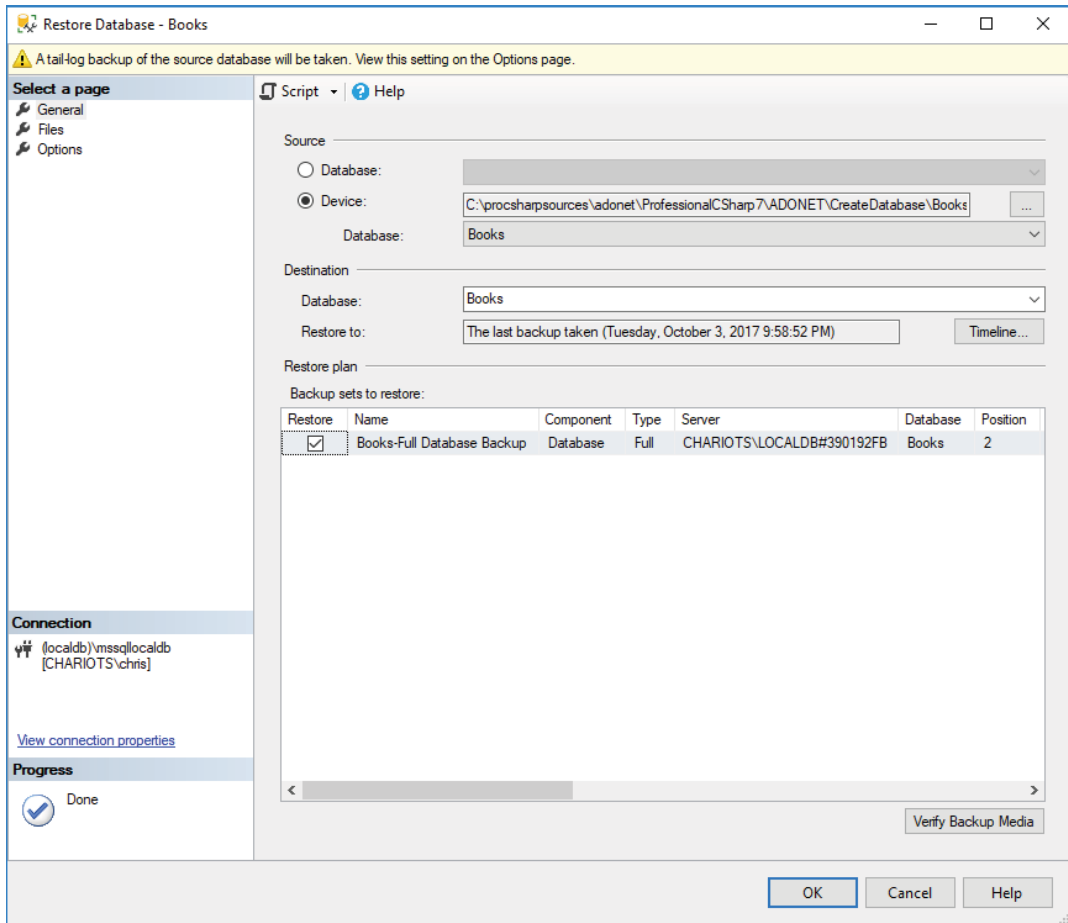 Restore Database - Books
A tail-log backup of the source database will be taken. View this setting on the Options page.
Select a page
General
Files
Options
Script Help
Source
Database:
Device: C:\procsharpsources\adonet\ProfessionalCSharp7\ADONET\CreateDatabase\Books ...
Database: Books
Destination
Database: Books
Restore to: The last backup taken (Tuesday, October 3, 2017 9:58:52 PM) Timeline...
Restore plan
Backup sets to restore:
Restore Name Component Type Server Database Position
Books-Full Database Backup Database Full CHARIOTS\LOCALDB#390192FB Books 2
Connection
(localdb)\mssqllocaldb
[CHARIOTS\chris]
View connection properties
Progress
Done
Verify Backup Media
OK Cancel Help